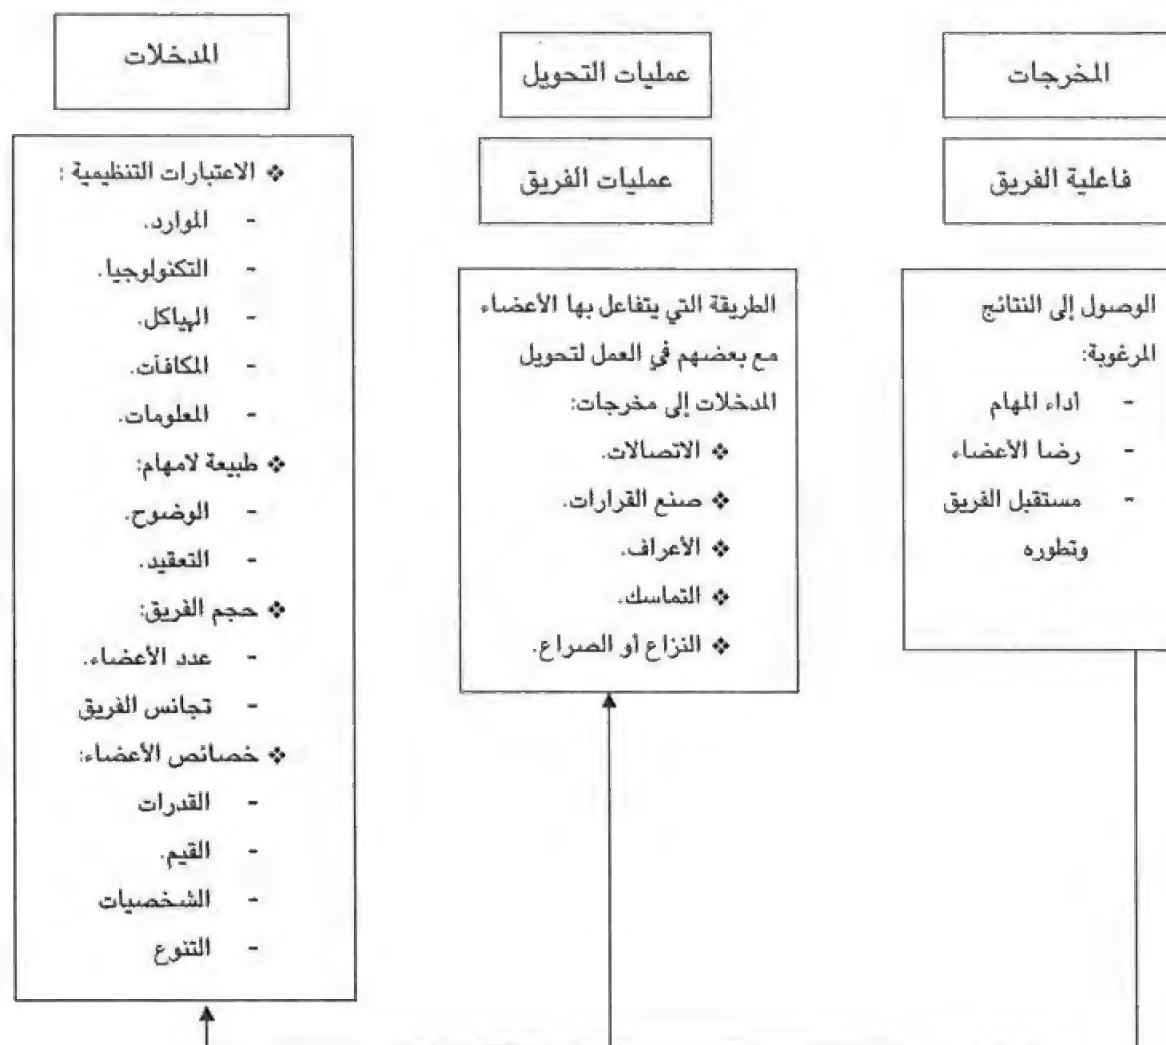 المدخلات
❖ الاعتبارات التنظيمية :
- الموارد.
- التكنولوجيا.
- الهياكل.
- المكافآت.
- المعلومات.
❖ طبيعة لامهام:
- الوضوح.
- التعقيد.
❖ حجم الفريق:
- عدد الأعضاء.
- تجانس الفريق
❖ خصائص الأعضاء:
- القدرات
- القيم.
- الشخصيات
- التنوع
عمليات التحويل
عمليات الفريق
الطريقة التي يتفاعل بها الأعضاء
مع بعضهم في العمل لتحويل
المدخلات إلى مخرجات:
❖ الاتصالات.
❖ صنع القرارات.
❖ الأعراف.
❖ التماسك.
❖ النزاع أو الصراع.
المخرجات
فاعلية الفريق
الوصول إلى النتائج
المرغوبة:
- أداء المهام
- رضا الأعضاء
- مستقبل الفريق
وتطوره